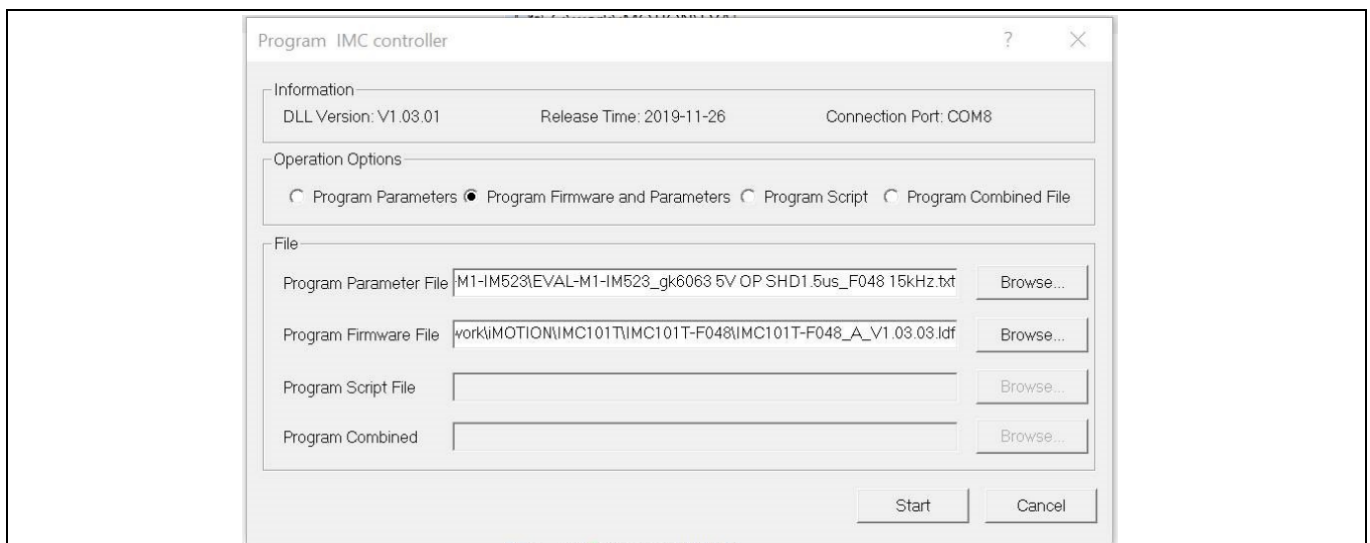 Program IMC controller ?
Information
DLL Version: V1.03.01 Release Time: 2019-11-26 Connection Port: COM8
Operation Options
Program Parameters Program Firmware and Parameters Program Script Program Combined File
File
Program Parameter File -M1-IM523\EVAL-M1-IM523_gk6063 5V OP SHD1.5us_F048 15kHz.txt Browse...
Program Firmware File work\iMOTION\IMC101T\IMC101T-F048\IMC101T-F048_A_V1.03.03.ldf Browse...
Program Script File Browse...
Program Combined Browse...
Start Cancel